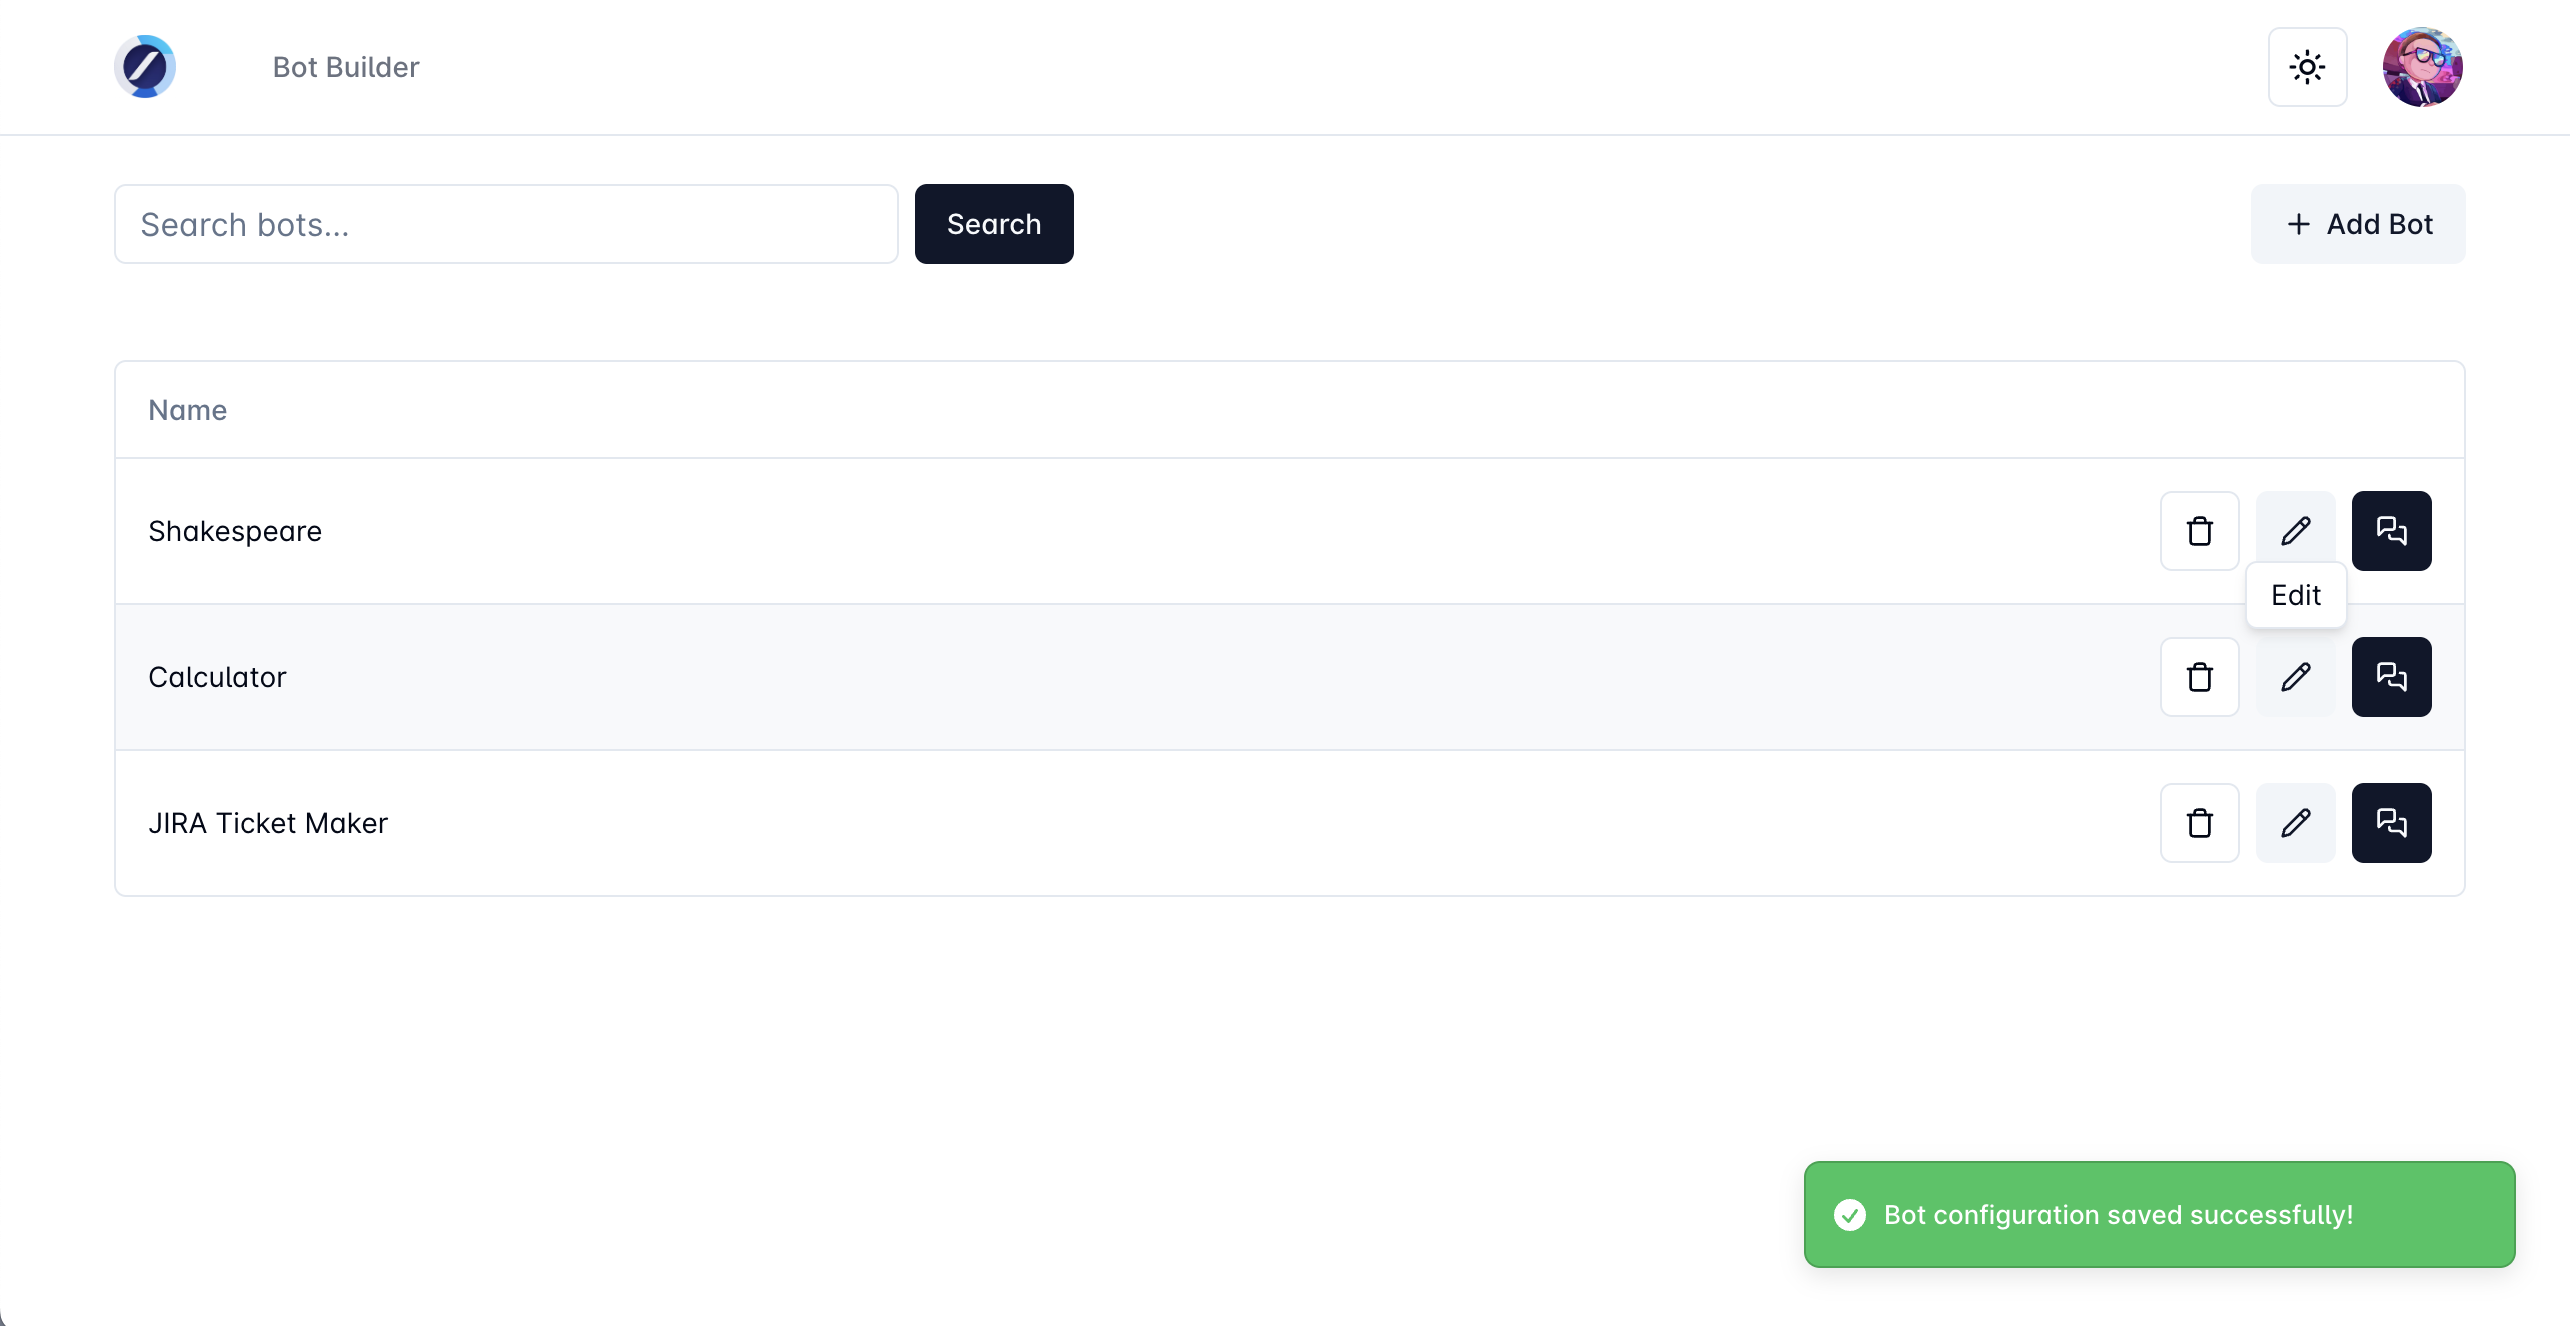 Bot Builder
Search bots...
Search
Add Bot
Name
Shakespeare
Edit
Calculator
JIRA Ticket Maker
Bot configuration saved successfully!